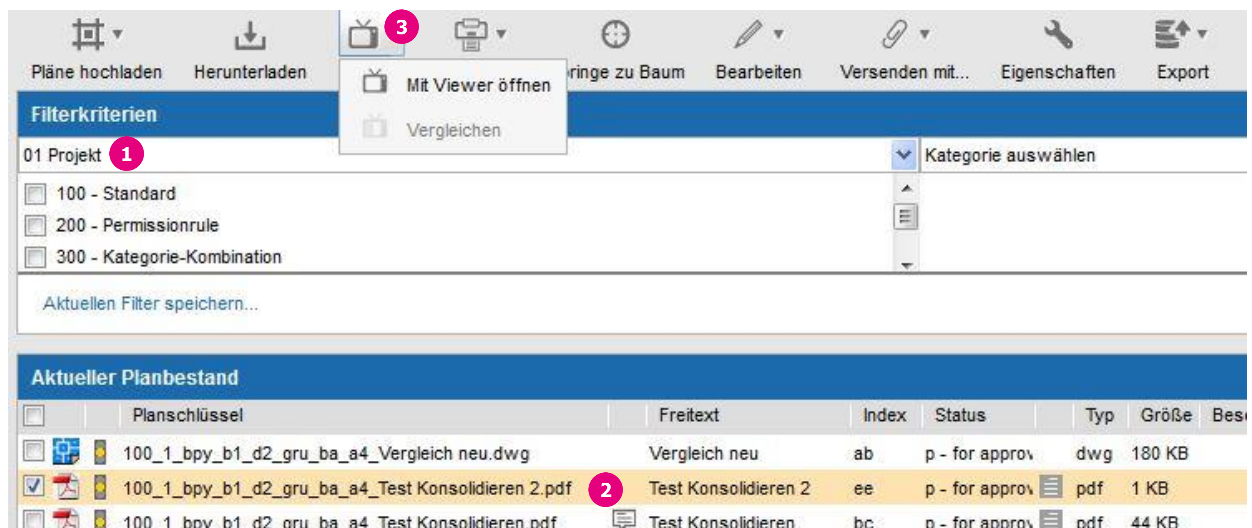 3
Pläne hochladen Herunterladen ringe zu Baum Bearbeiten Versenden mit... Eigenschaften Export
Mit Viewer öffnen
Vergleichen
Filterkriterien
01 Projekt 1 Kategorie auswählen
100 - Standard
200 - Permissionrule
300 - Kategorie-Kombination
Aktuellen Filter speichern...
Aktueller Planbestand
Planschlüssel Freitext Index Status Typ Größe Bes
100_1_bpy_b1_d2_gru_ba_a4_Vergleich neu.dwg Vergleich neu ab p - for approv dwg 180 KB
100_1_bpy_b1_d2_gru_ba_a4_Test Konsolidieren 2.pdf 2 Test Konsolidieren 2 ee p - for approv pdf 1 KB
100_1_bpy_b1_d2_gru_ba_a4_Test Konsolidieren.pdf Test Konsolidieren bc p - for approv pdf 44 KB